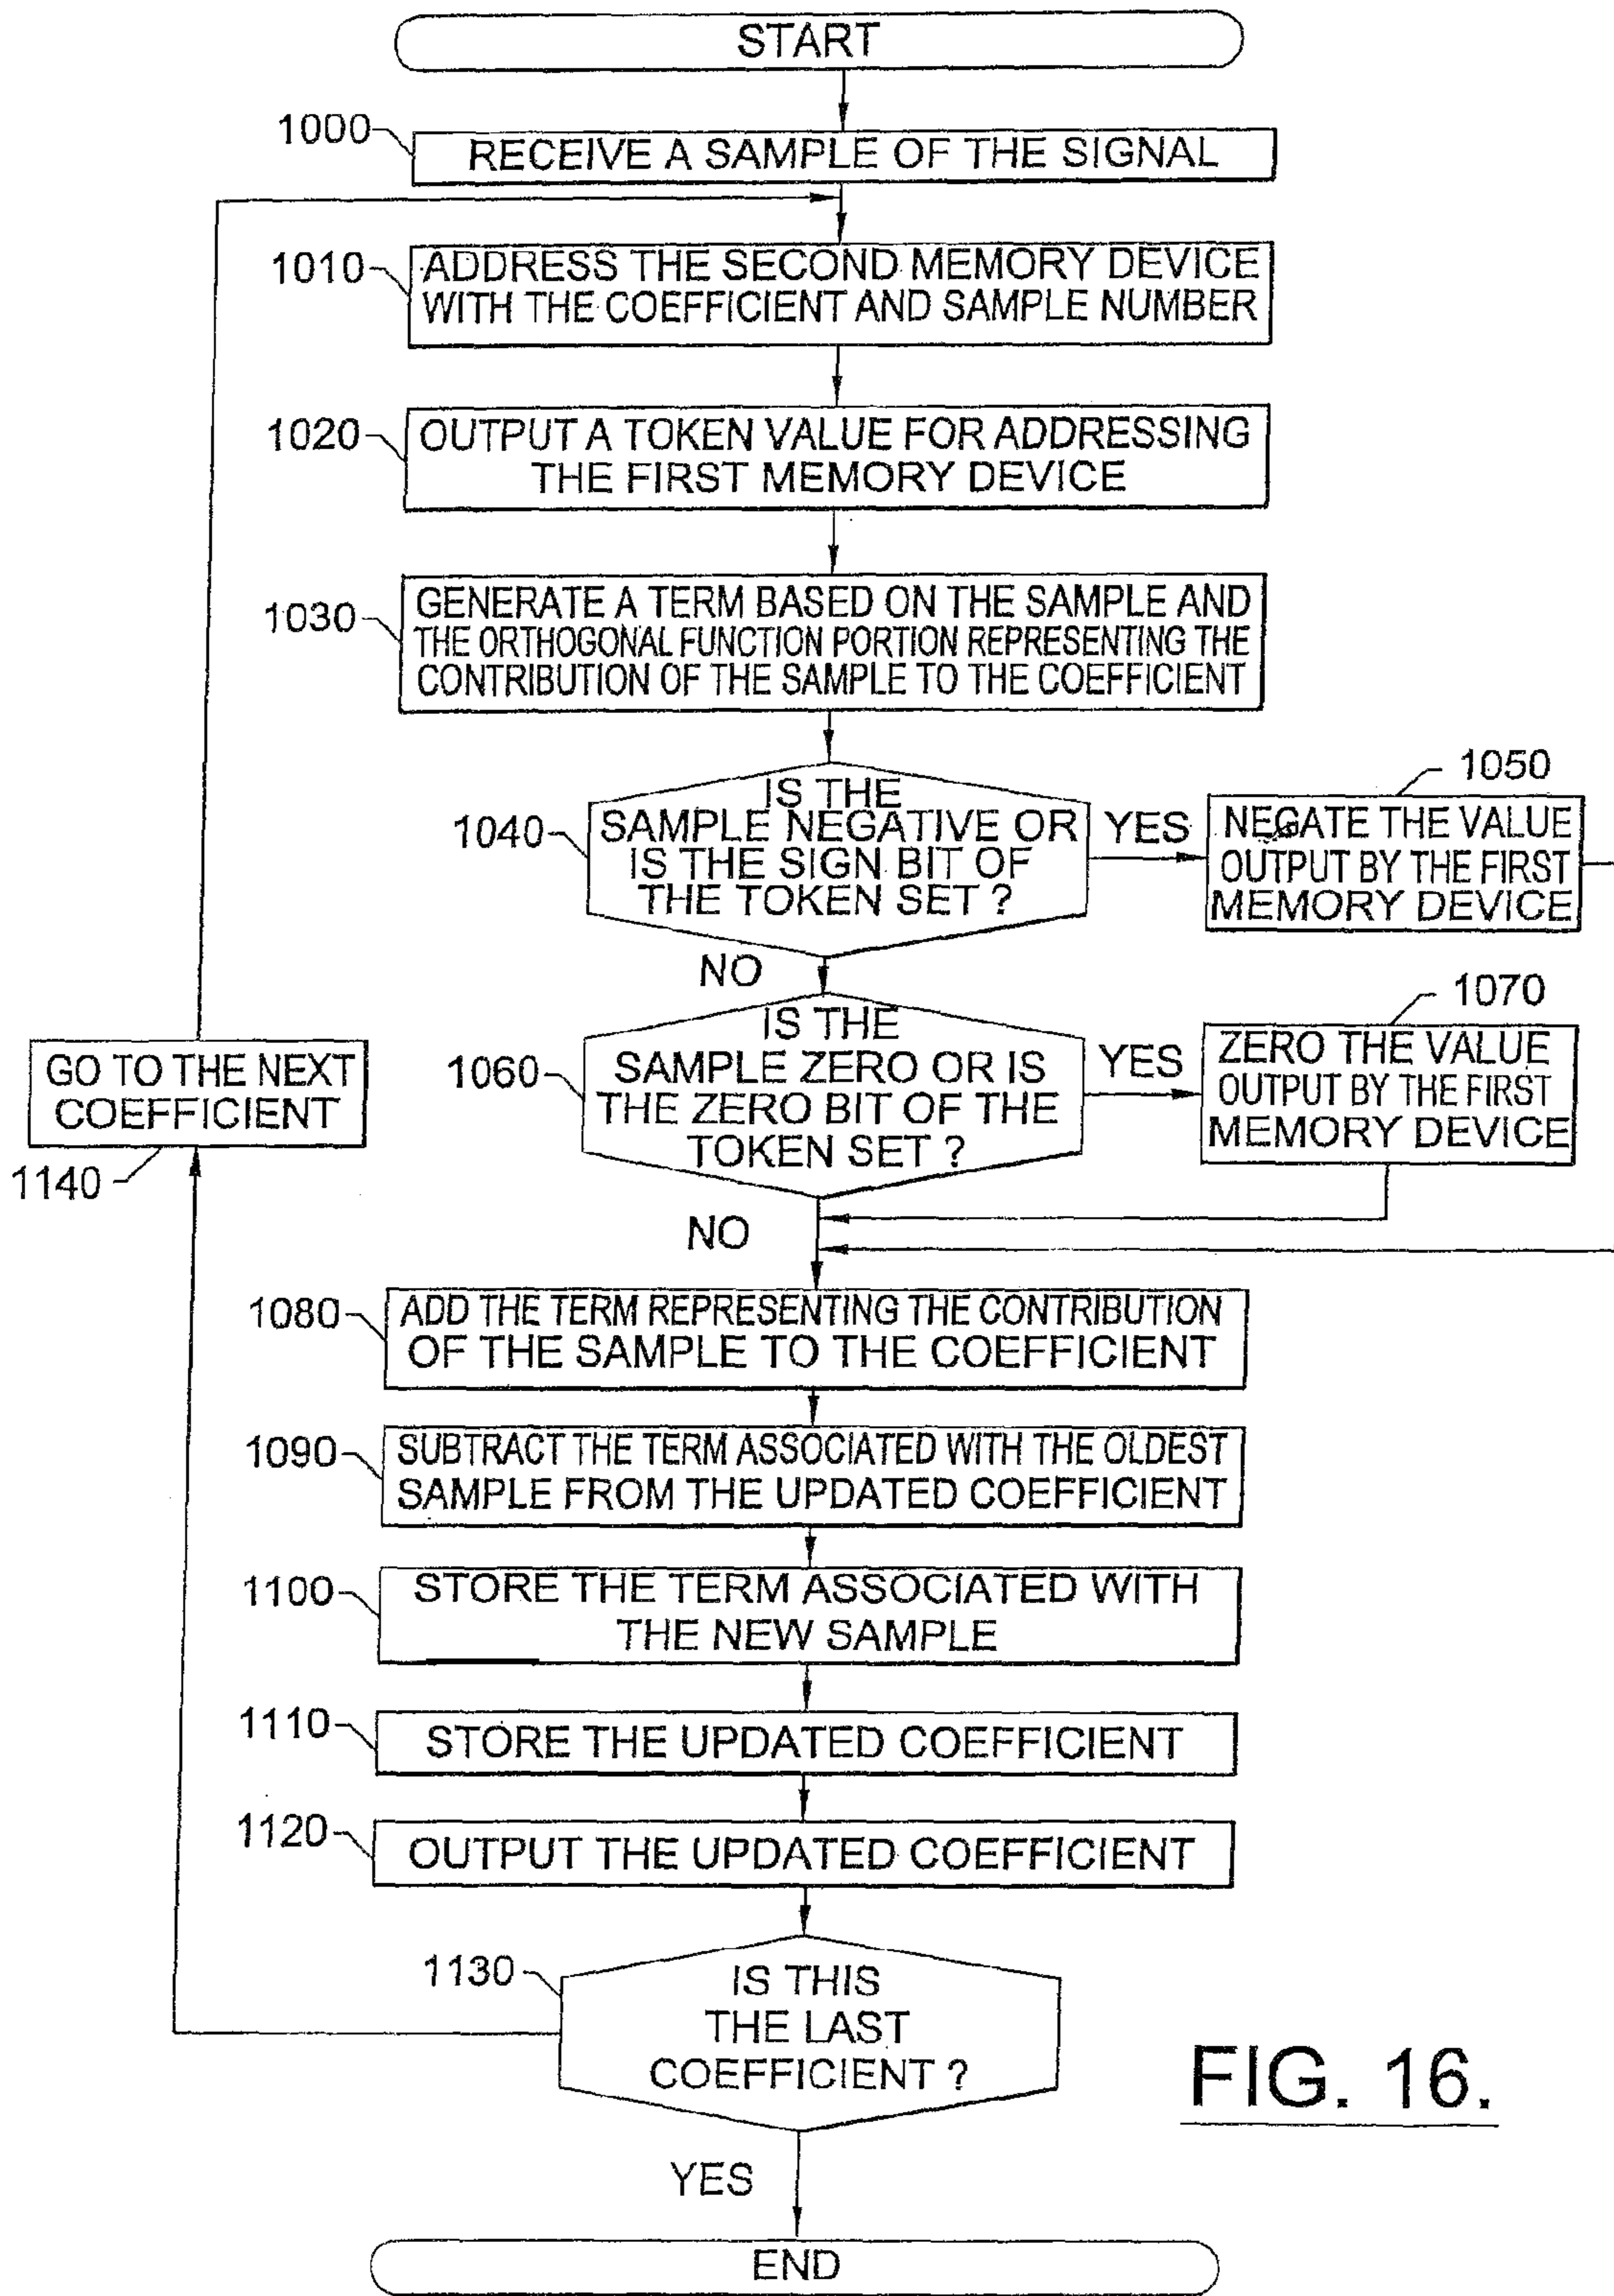 START
1000
RECEIVE A SAMPLE OF THE SIGNAL
1010
ADDRESS THE SECOND MEMORY DEVICE
WITH THE COEFFICIENT AND SAMPLE NUMBER
1020
OUTPUT A TOKEN VALUE FOR ADDRESSING
THE FIRST MEMORY DEVICE
1030
GENERATE A TERM BASED ON THE SAMPLE AND
THE ORTHOGONAL FUNCTION PORTION REPRESENTING THE
CONTRIBUTION OF THE SAMPLE TO THE COEFFICIENT
1040
IS THE
SAMPLE NEGATIVE OR
IS THE SIGN BIT OF
THE TOKEN SET ?
YES
1050
NEGATE THE VALUE
OUTPUT BY THE FIRST
MEMORY DEVICE
NO
1060
IS THE
SAMPLE ZERO OR IS
THE ZERO BIT OF THE
TOKEN SET ?
YES
1070
ZERO THE VALUE
OUTPUT BY THE FIRST
MEMORY DEVICE
NO
GO TO THE NEXT
COEFFICIENT
1140
1080
ADD THE TERM REPRESENTING THE CONTRIBUTION
OF THE SAMPLE TO THE COEFFICIENT
1090
SUBTRACT THE TERM ASSOCIATED WITH THE OLDEST
SAMPLE FROM THE UPDATED COEFFICIENT
1100
STORE THE TERM ASSOCIATED WITH
THE NEW SAMPLE
1110
STORE THE UPDATED COEFFICIENT
1120
OUTPUT THE UPDATED COEFFICIENT
1130
IS THIS
THE LAST
COEFFICIENT ?
YES
END
FIG. 16.